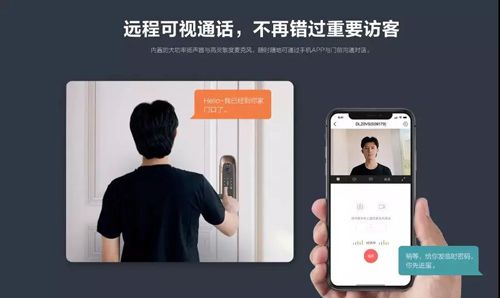 远程可视通话，不再错过重要访客
内置的大功率扬声器与高灵敏度麦克风，随时随地可通过手机APP与门前沟通对话。
Hello~我已经到你家
门口了。
稍等，给你发临时密码，
你先进屋。